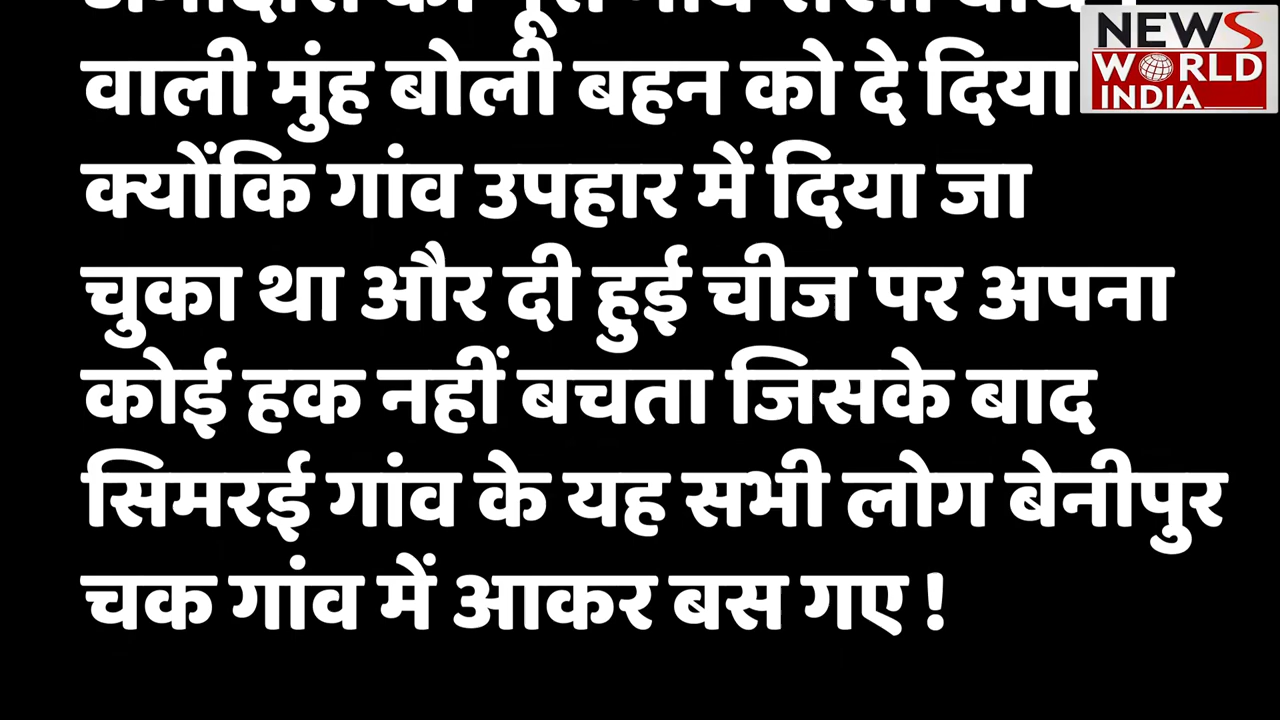 वाली मुंह बोली बहन को दे दिया
क्योंकि गांव उपहार में दिया जा
चुका था और दी हुई चीज पर अपना
कोई हक नहीं बचता जिसके बाद
सिमरई गांव के यह सभी लोग बेनीपुर
चक गांव में आकर बस गए !
NEWS
WORLD
INDIA